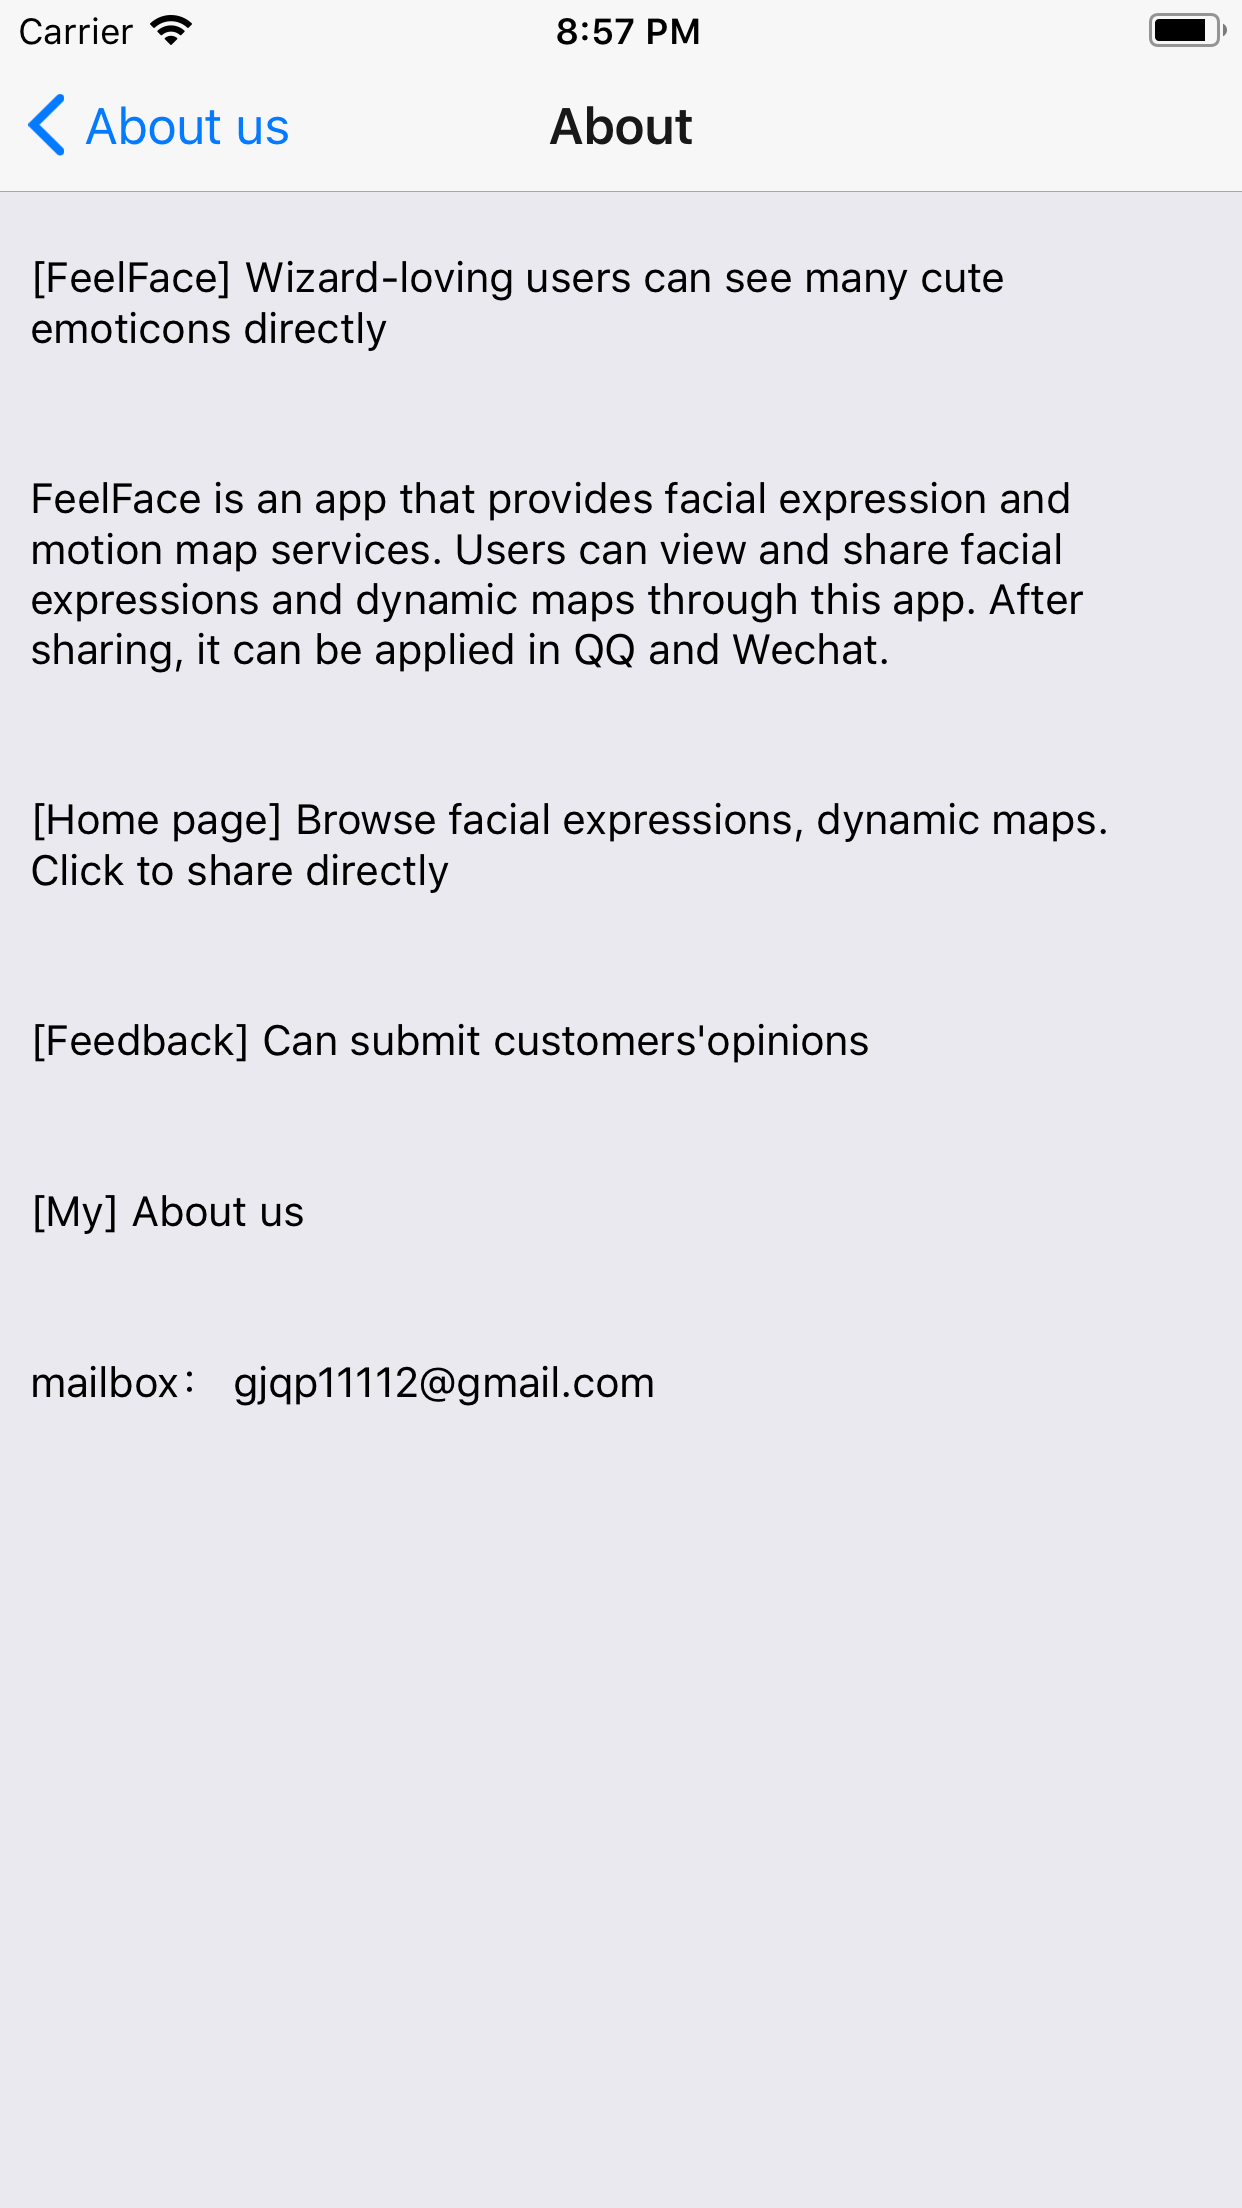 Carrier 8:57 PM
About us About
[FeelFace] Wizard-loving users can see many cute
emoticons directly
FeelFace is an app that provides facial expression and
motion map services. Users can view and share facial
expressions and dynamic maps through this app. After
sharing, it can be applied in QQ and Wechat.
[Home page] Browse facial expressions, dynamic maps.
Click to share directly
[Feedback] Can submit customers'opinions
[My] About us
mailbox： gjqp11112@gmail.com